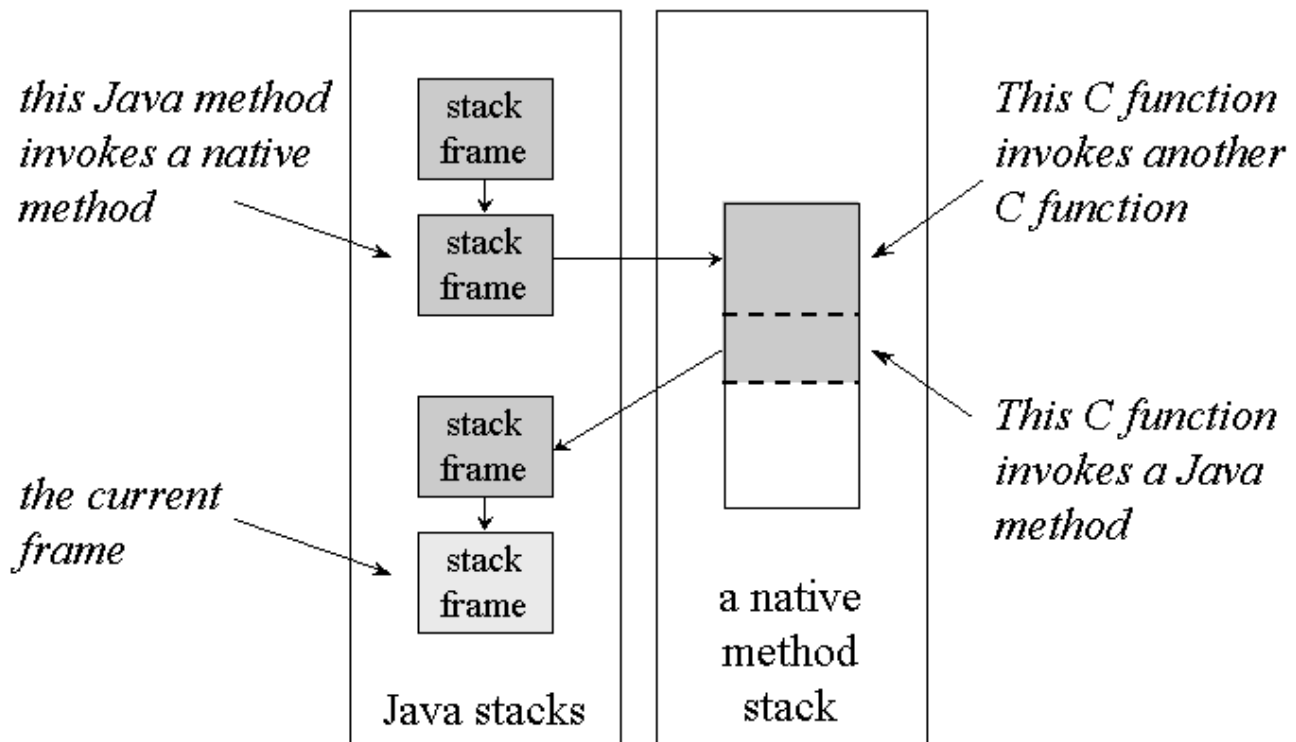 this Java method
invokes a native
method
the current
frame
stack
frame
stack
frame
stack
frame
stack
frame
Java stacks
a native
method
stack
This C function
invokes another
C function
This C function
invokes a Java
method